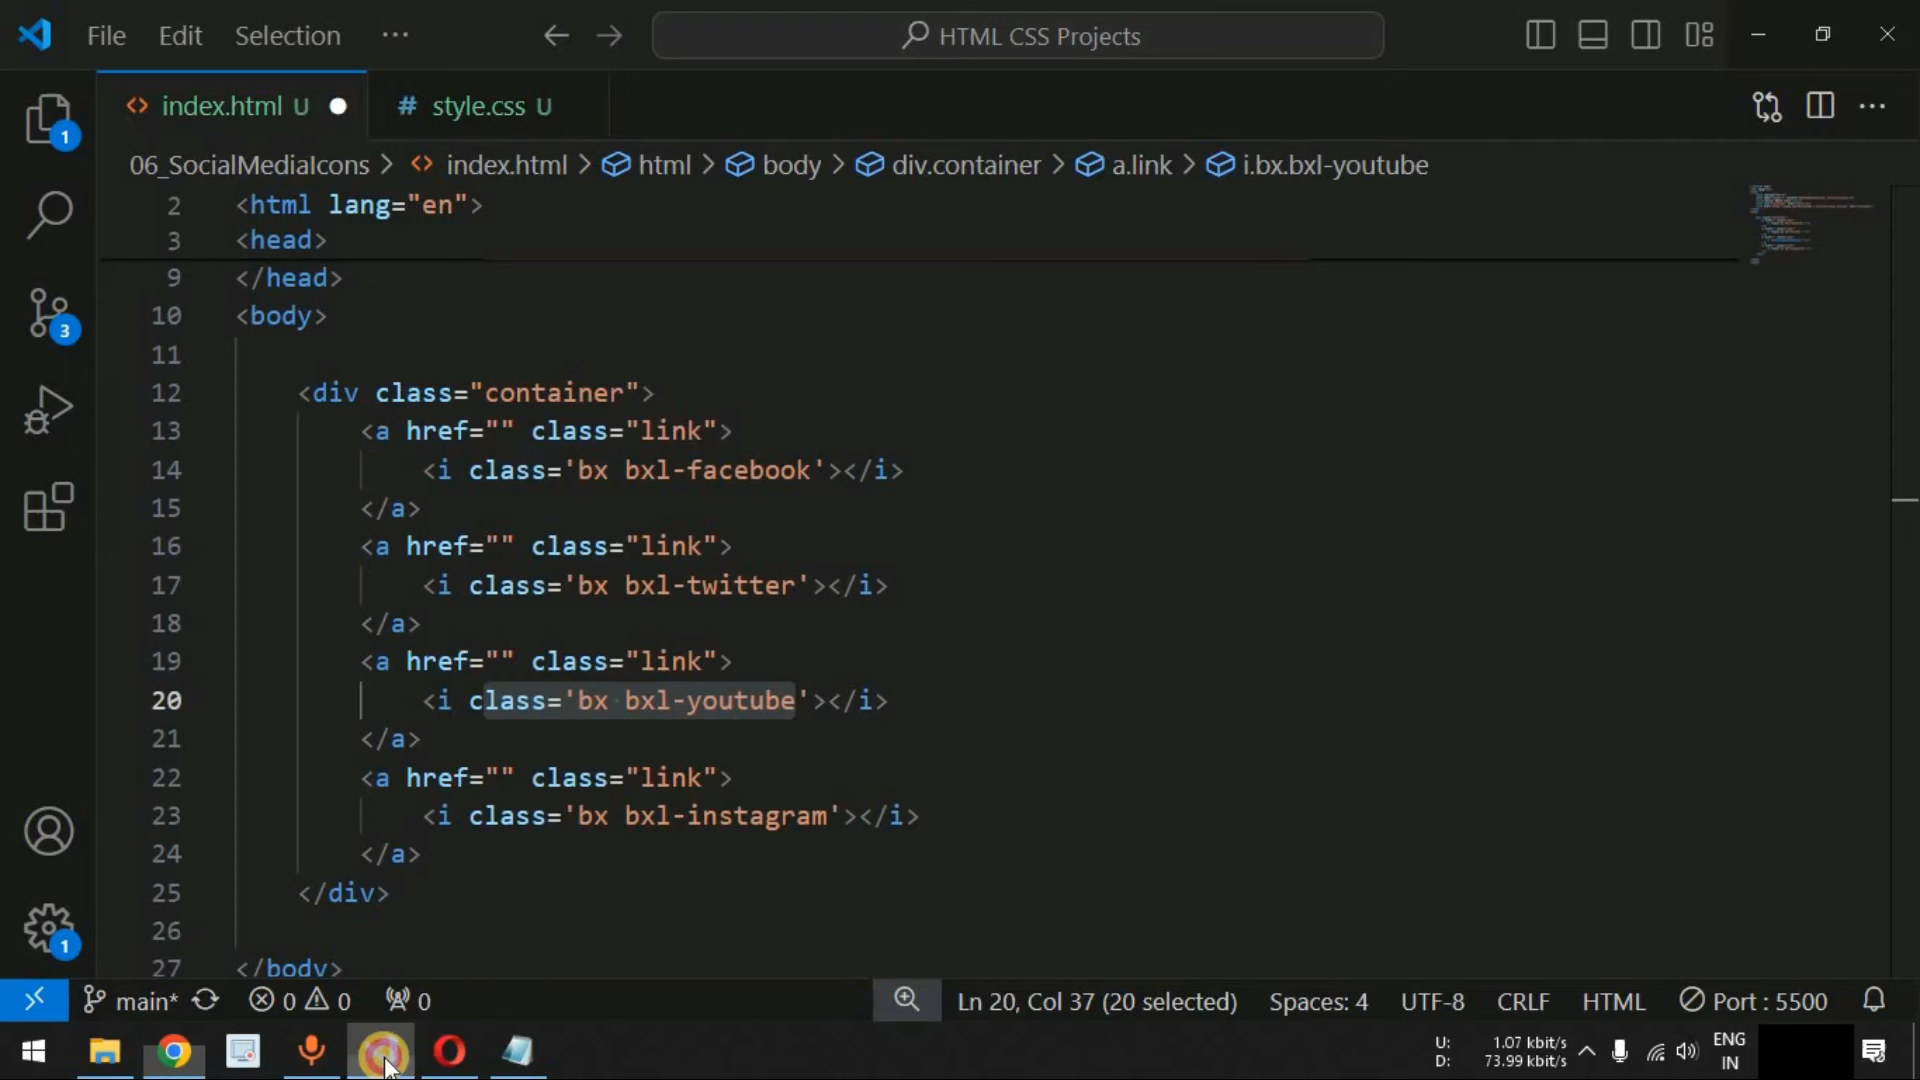 File Edit Selection ··· HTML CSS Projects
index.html U # style.css U ···
06_SocialMediaIcons > index.html > html > body > div.container > a.link > i.bx.bxl-youtube
2 <html lang="en">
3 <head>
9 </head>
10 <body>
11
12 <div class="container">
13 <a href="" class="link">
14 <i class='bx bxl-facebook'></i>
15 </a>
16 <a href="" class="link">
17 <i class='bx bxl-twitter'></i>
18 </a>
19 <a href="" class="link">
20 <i class='bx bxl-youtube'></i>
21 </a>
22 <a href="" class="link">
23 <i class='bx bxl-instagram'></i>
24 </a>
25 </div>
26
27 </body>
1
3
1
main* 0 0 0 Ln 20, Col 37 (20 selected) Spaces: 4 UTF-8 CRLF HTML Port : 5500
U: 1.07 kbit/s ENG
D: 73.99 kbit/s IN